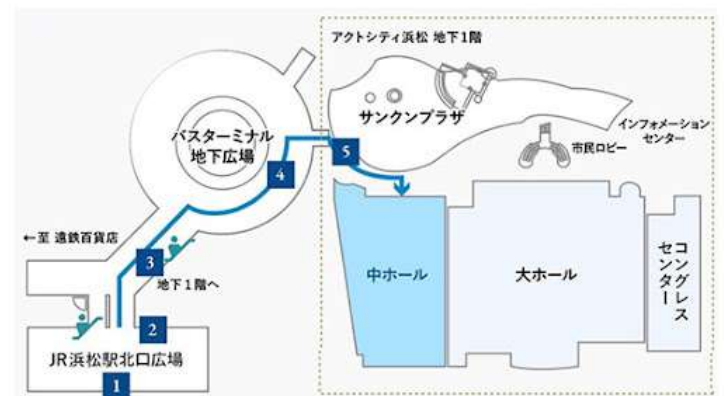 アクトシティ浜松 地下1階
サンクンプラザ
インフォメーション
センター
市民ロビー
バスターミナル
地下広場
5
4
←至 遠鉄百貨店
3
地下1階へ
2
JR浜松駅北口広場
1
中ホール
大ホール
コングレス
センター